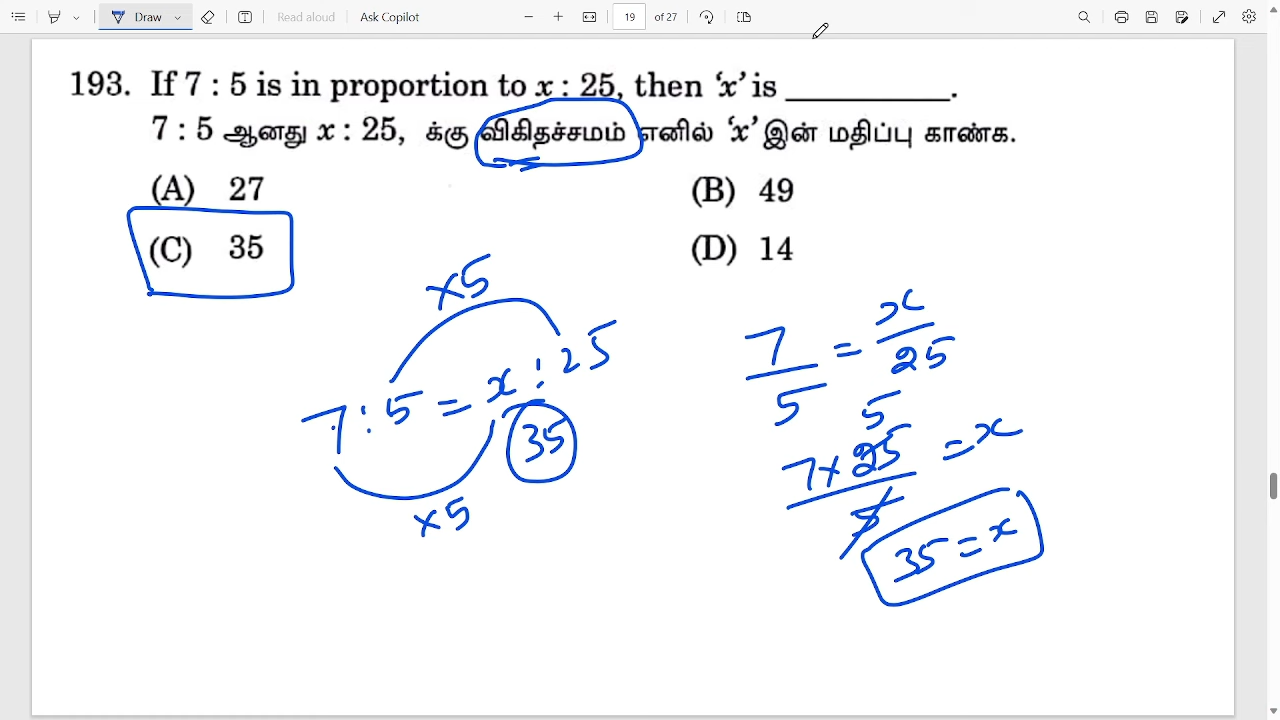 Draw Read aloud Ask Copilot 19 of 27
193. If 7 : 5 is in proportion to x : 25, then ‘x’ is __________.
7 : 5 ஆனது x : 25, க்கு விகிதச்சமம் எனில் ‘x’ இன் மதிப்பு காண்க.
(A) 27 (B) 49
(C) 35 (D) 14
×5
7 : 5 = x : 25
35
×5
7/5 = x/25
5
7×25/5 = x
35 = x